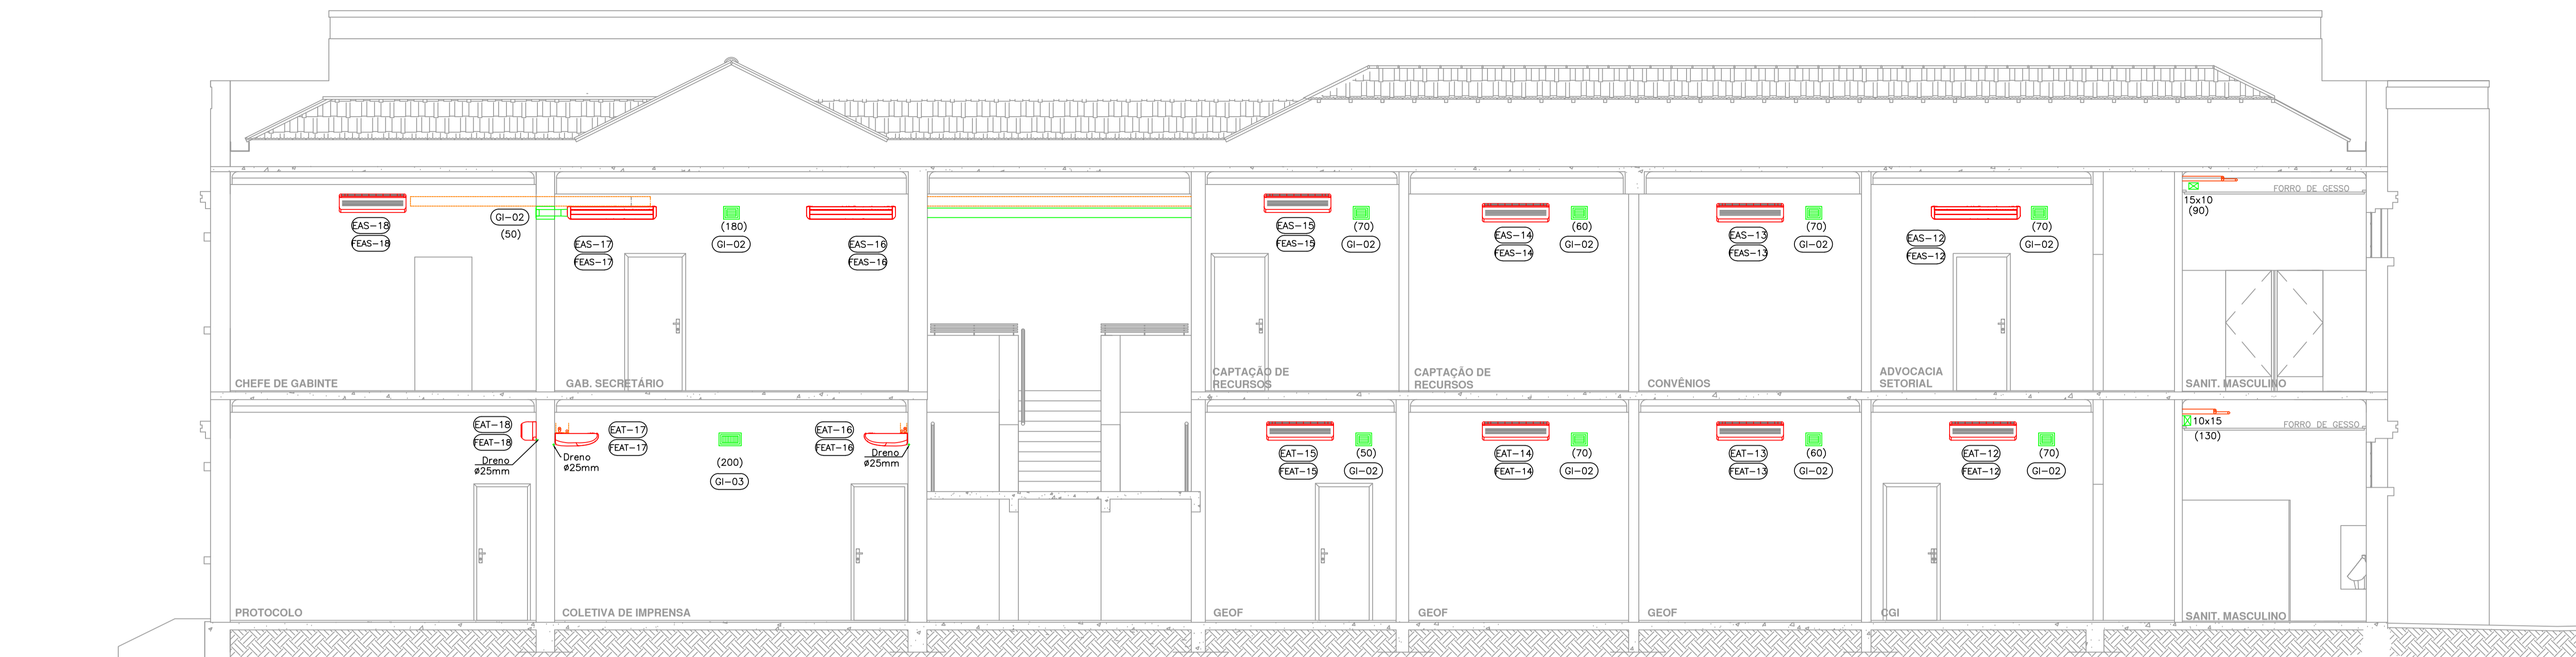 EAS-18
FEAS-18
GI-02
(50)
EAS-17
FEAS-17
(180)
GI-02
EAS-16
FEAS-16
EAS-15
FEAS-15
(70)
GI-02
EAS-14
FEAS-14
(60)
GI-02
EAS-13
FEAS-13
(70)
GI-02
EAS-12
FEAS-12
(70)
GI-02
FORRO DE GESSO
15x10
(90)
CHEFE DE GABINTE
GAB. SECRETÁRIO
CAPTAÇÃO DE
RECURSOS
CAPTAÇÃO DE
RECURSOS
CONVÊNIOS
ADVOCACIA
SETORIAL
SANIT. MASCULINO
EAT-18
FEAT-18
Dreno
ø25mm
Dreno
ø25mm
EAT-17
FEAT-17
(200)
GI-03
EAT-16
FEAT-16
Dreno
ø25mm
EAT-15
FEAT-15
(50)
GI-02
EAT-14
FEAT-14
(70)
GI-02
EAT-13
FEAT-13
(60)
GI-02
EAT-12
FEAT-12
(70)
GI-02
10x15
(130)
FORRO DE GESSO
PROTOCOLO
COLETIVA DE IMPRENSA
GEOF
GEOF
GEOF
CGI
SANIT. MASCULINO